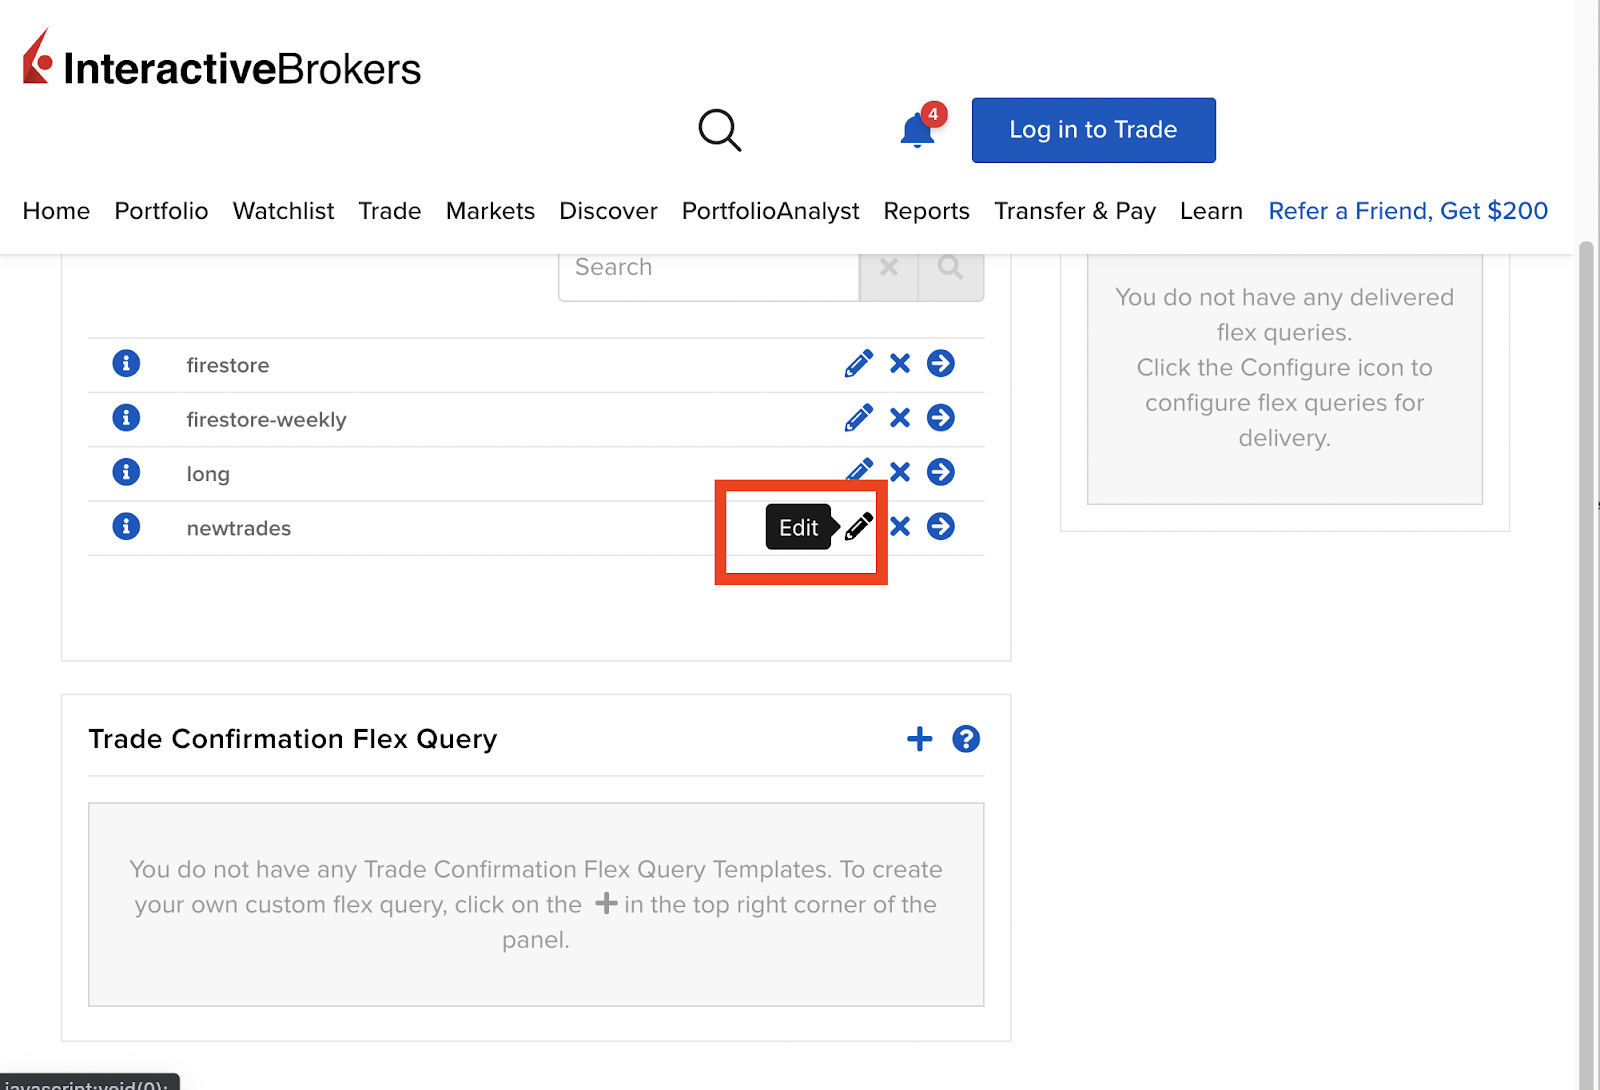 InteractiveBrokers
4
Log in to Trade
Home Portfolio Watchlist Trade Markets Discover PortfolioAnalyst Reports Transfer & Pay Learn Refer a Friend, Get $200
Search
You do not have any delivered
flex queries.
Click the Configure icon to
configure flex queries for
delivery.
firestore
firestore-weekly
long
newtrades
Edit
Trade Confirmation Flex Query
You do not have any Trade Confirmation Flex Query Templates. To create
your own custom flex query, click on the + in the top right corner of the
panel.
javascript:void(0);